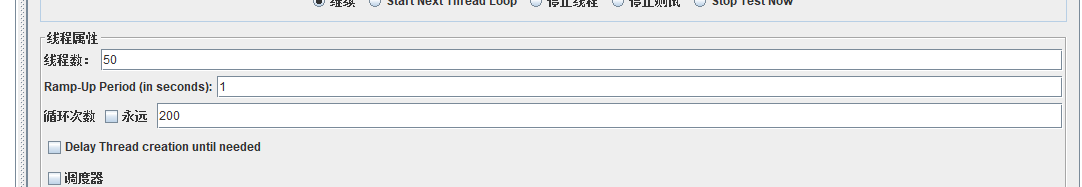 继续 Start Next Thread Loop 停止线程 停止测试 Stop Test Now
线程属性
线程数： 50
Ramp-Up Period (in seconds): 1
循环次数 永远 200
Delay Thread creation until needed
调度器